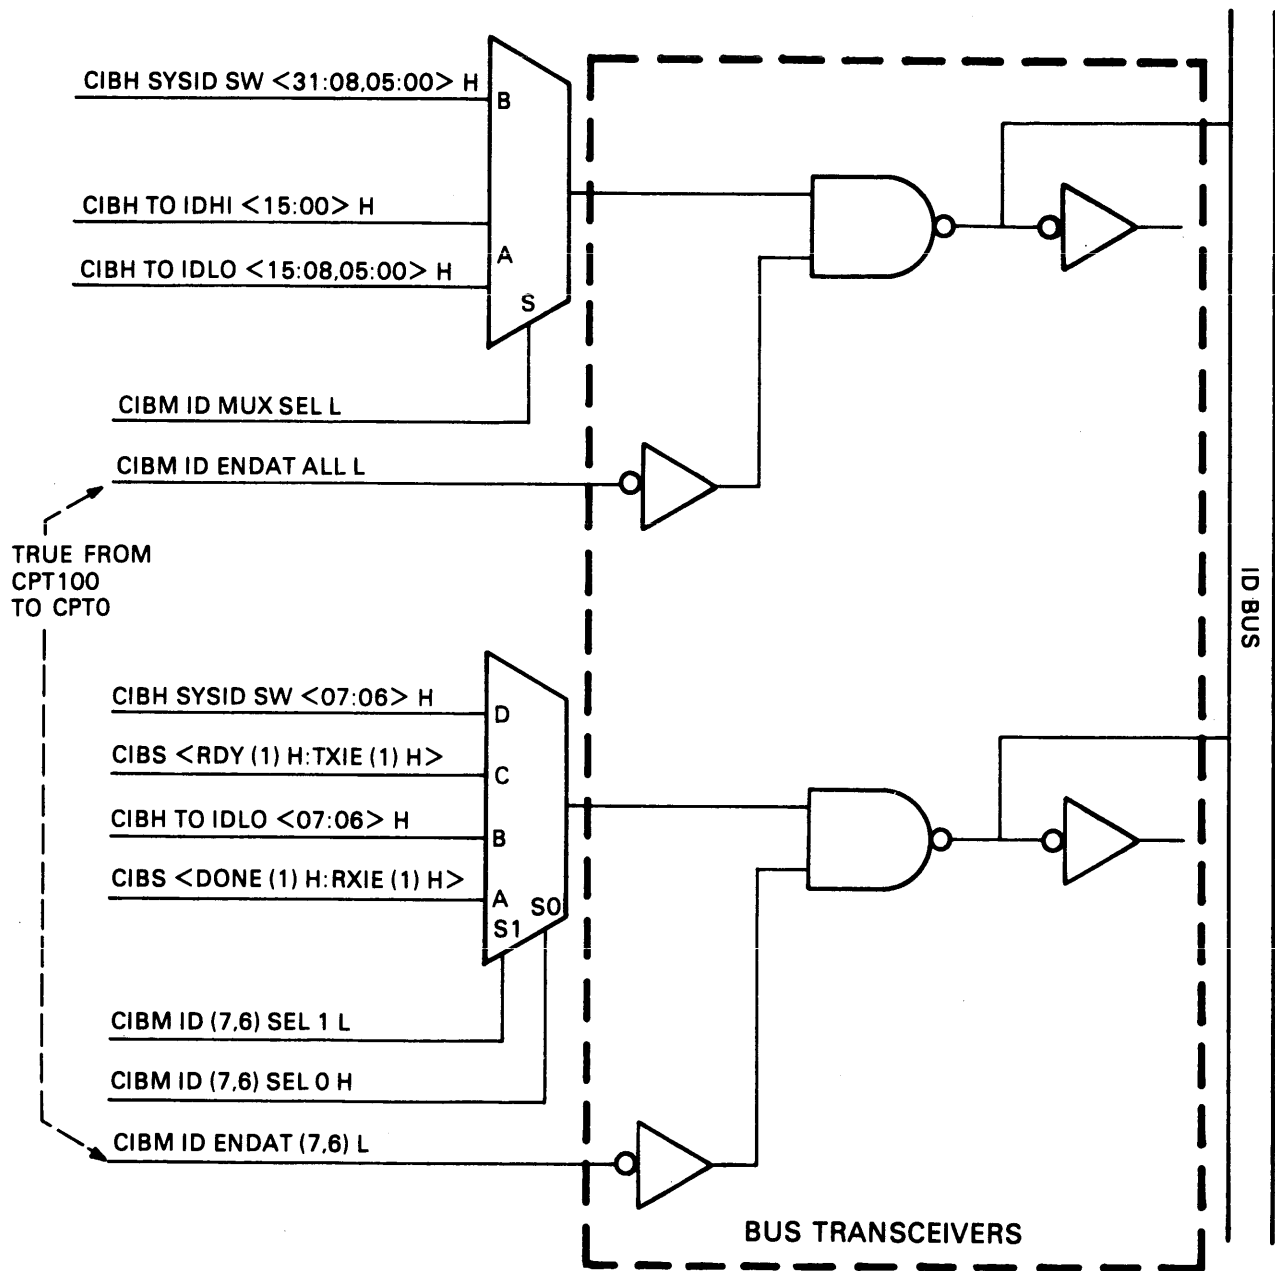 CIBH SYSID SW <31:08,05:00> H
B
CIBH TO IDHI <15:00> H
A
CIBH TO IDLO <15:08,05:00> H
S
CIBM ID MUX SEL L
CIBM ID ENDAT ALL L
TRUE FROM
CPT100
TO CPT0
ID BUS
CIBH SYSID SW <07:06> H
D
CIBS <RDY (1) H:TXIE (1) H>
C
CIBH TO IDLO <07:06> H
B
CIBS <DONE (1) H:RXIE (1) H>
A
S0
S1
CIBM ID (7,6) SEL 1 L
CIBM ID (7,6) SEL 0 H
CIBM ID ENDAT (7,6) L
BUS TRANSCEIVERS